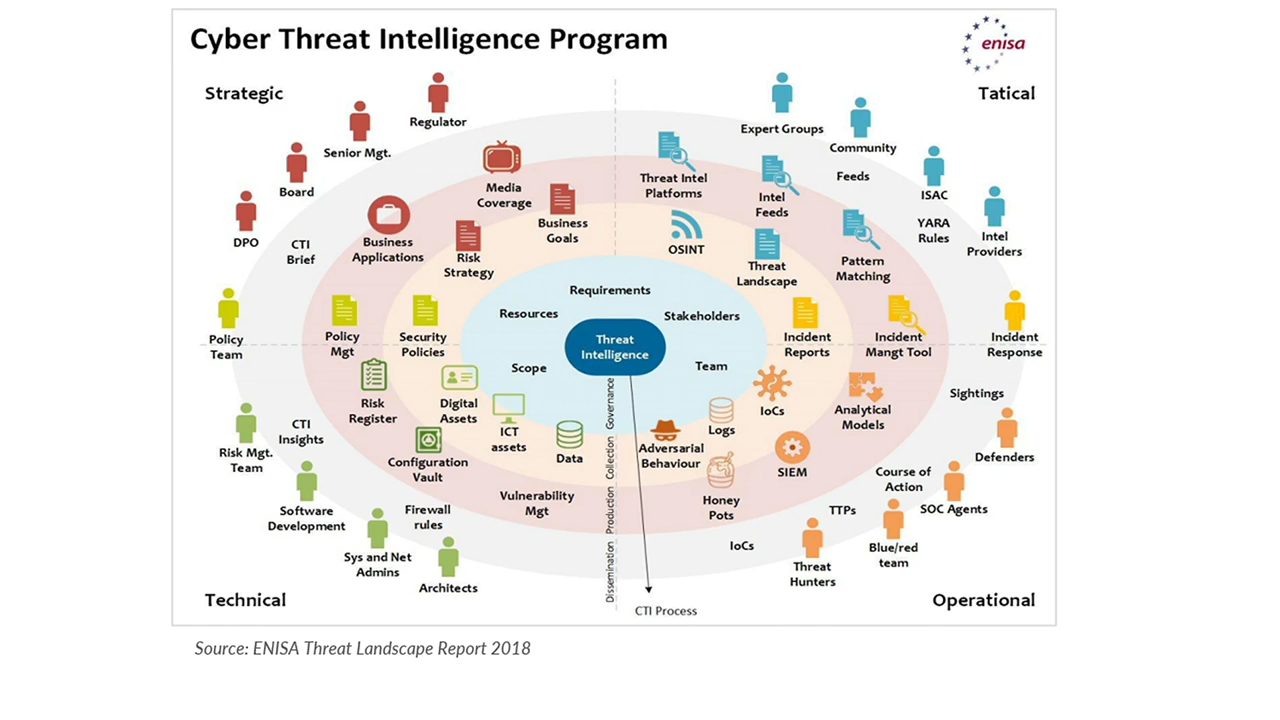 Cyber Threat Intelligence Program
enisa
Strategic
Tatical
Regulator
Senior Mgt.
Board
DPO
CTI
Brief
Media
Coverage
Business
Goals
Business
Applications
Risk
Strategy
Expert Groups
Community
Feeds
ISAC
YARA
Rules
Intel
Providers
Threat Intel
Platforms
Intel
Feeds
OSINT
Threat
Landscape
Pattern
Matching
Policy
Team
Policy
Mgt
Security
Policies
Requirements
Resources
Stakeholders
Threat
Intelligence
Scope
Team
Incident
Reports
Incident
Mangt Tool
Incident
Response
Risk
Register
Digital
Assets
ICT
assets
Data
Configuration
Vault
Vulnerability
Mgt
CTI
Insights
Risk Mgt.
Team
Software
Development
Firewall
rules
Sys and Net
Admins
Architects
Governance
Collection
Production
Dissemination
CTI Process
Adversarial
Behaviour
Logs
IoCs
Analytical
Models
SIEM
Honey
Pots
Sightings
Defenders
Course of
Action
SOC Agents
TTPs
Blue/red
team
IoCs
Threat
Hunters
Technical
Operational
Source: ENISA Threat Landscape Report 2018